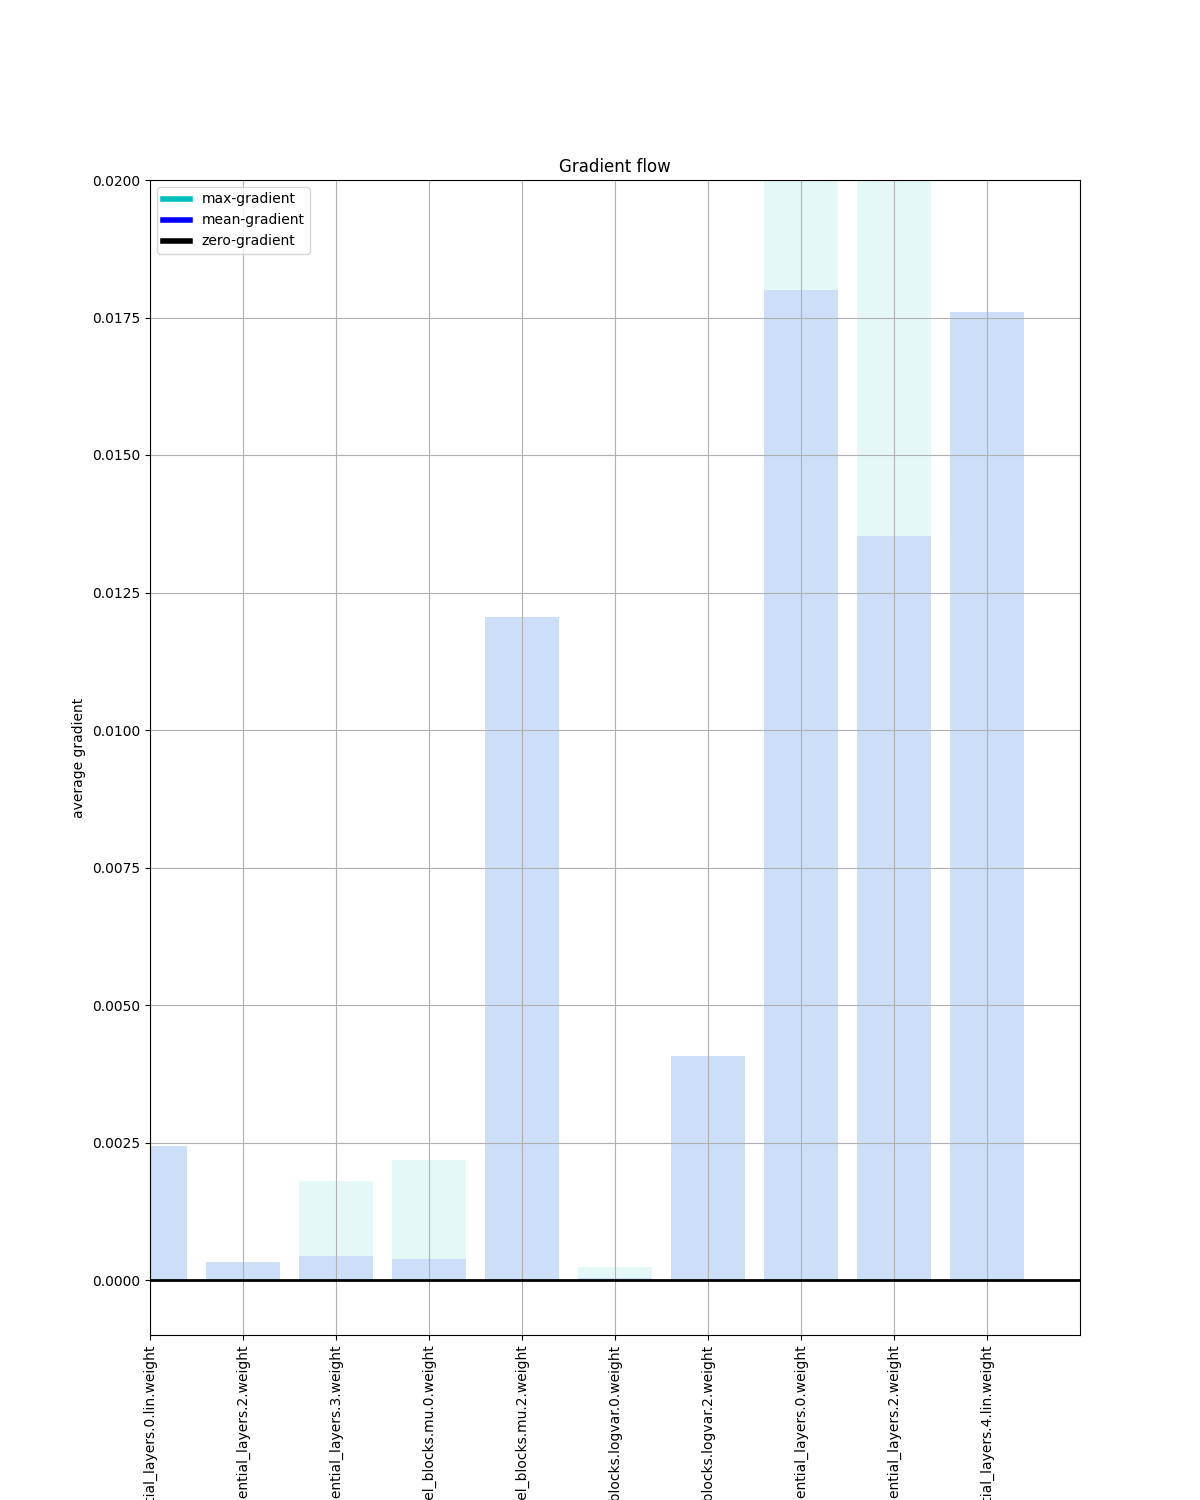 Gradient flow
max-gradient
mean-gradient
zero-gradient
0.0200
0.0175
0.0150
0.0125
0.0100
0.0075
0.0050
0.0025
0.0000
average gradient
tial_layers.0.lin.weight
ential_layers.2.weight
ential_layers.3.weight
el_blocks.mu.0.weight
el_blocks.mu.2.weight
blocks.logvar.0.weight
blocks.logvar.2.weight
ential_layers.0.weight
ential_layers.2.weight
tial_layers.4.lin.weight